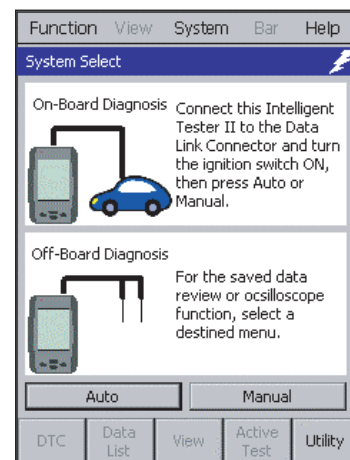 Function View System Bar Help
System Select
On-Board Diagnosis
Connect this Intelligent
Tester II to the Data
Link Connector and turn
the ignition switch ON,
then press Auto or
Manual.
Off-Board Diagnosis
For the saved data
review or ocsilloscope
function, select a
destined menu.
Auto Manual
DTC Data List View Active Test Utility